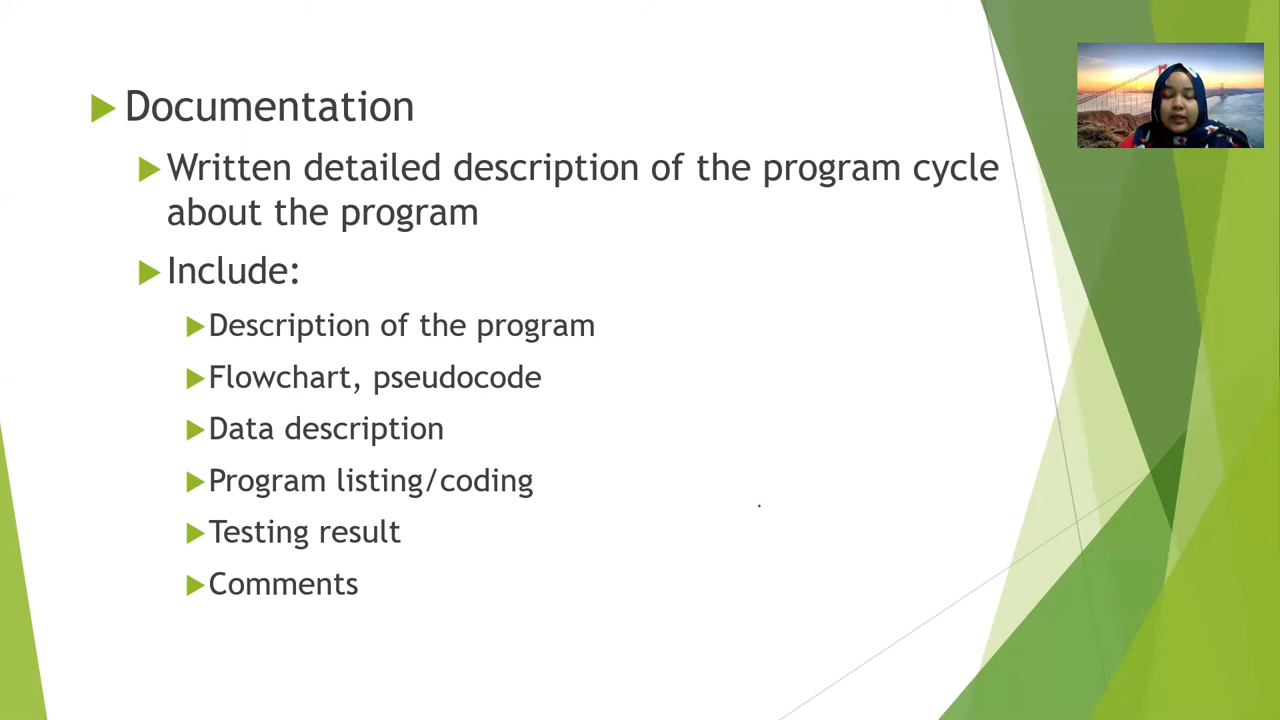 Documentation
Written detailed description of the program cycle
about the program
Include:
Description of the program
Flowchart, pseudocode
Data description
Program listing/coding
Testing result
Comments